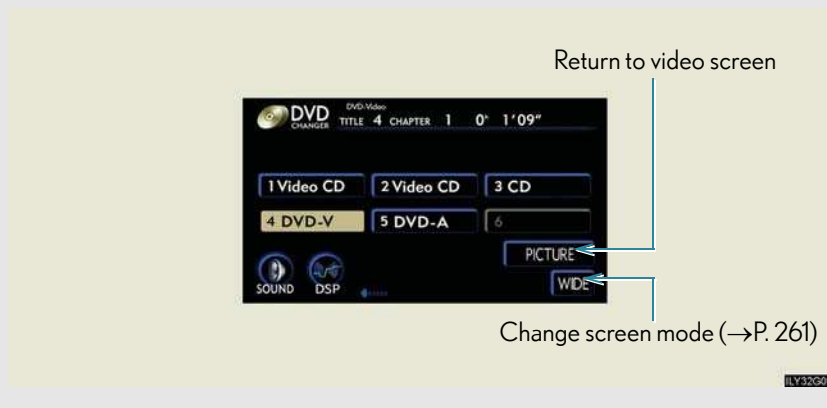 Return to video screen
DVD CHANGER
DVD-Video
TITLE 4 CHAPTER 1 0' 1'09"
1 Video CD 2 Video CD 3 CD
4 DVD-V 5 DVD-A 6
PICTURE
SOUND DSP WIDE
Change screen mode (→P. 261)